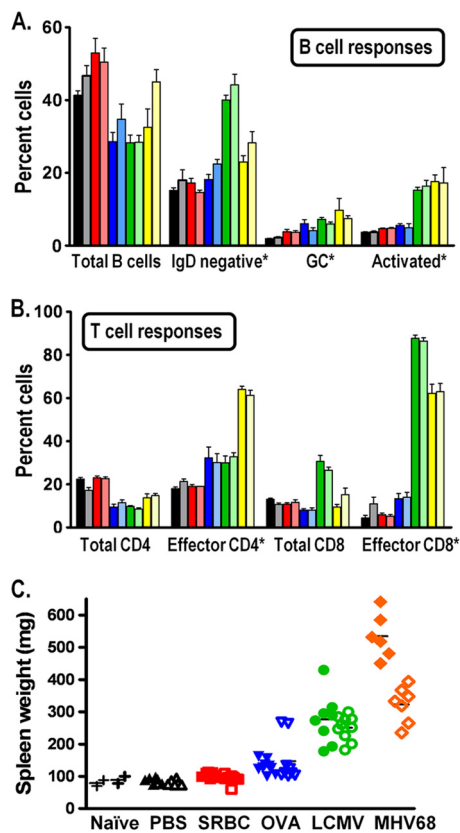 A.
B cell responses
Percent cells
60
40
20
0
Total B cells IgD negative* GC* Activated*
B.
T cell responses
Percent cells
100
80
60
40
20
0
Total CD4 Effector CD4* Total CD8 Effector CD8*
C.
Spleen weight (mg)
700
600
500
400
300
200
100
0
Naïve PBS SRBC OVA LCMV MHV68